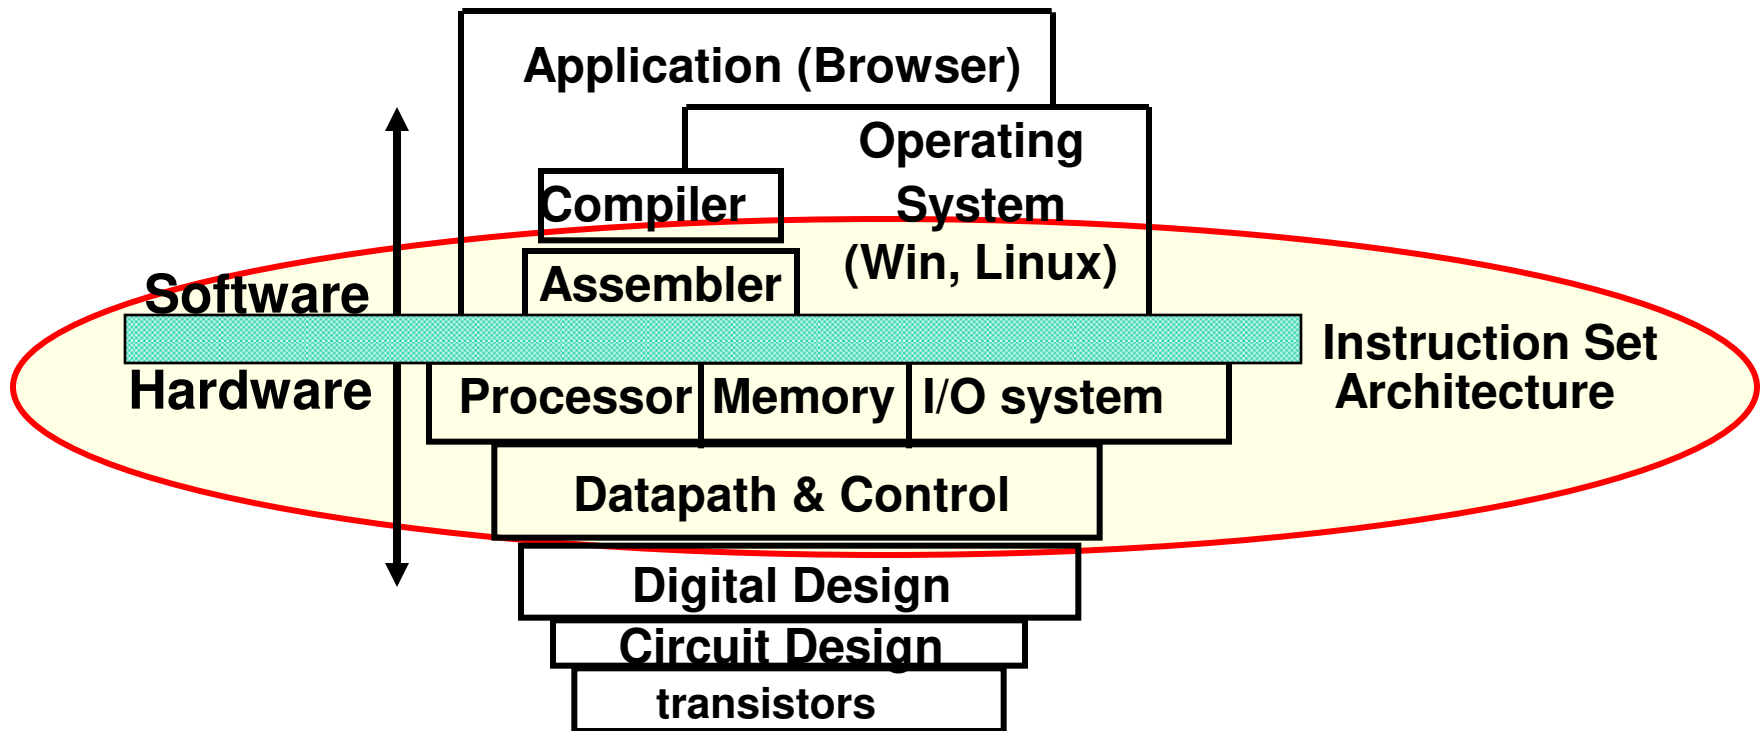 Application (Browser)
Operating
System
(Win, Linux)
Compiler
Assembler
Software
Instruction Set
Architecture
Hardware
Processor
Memory
I/O system
Datapath & Control
Digital Design
Circuit Design
transistors